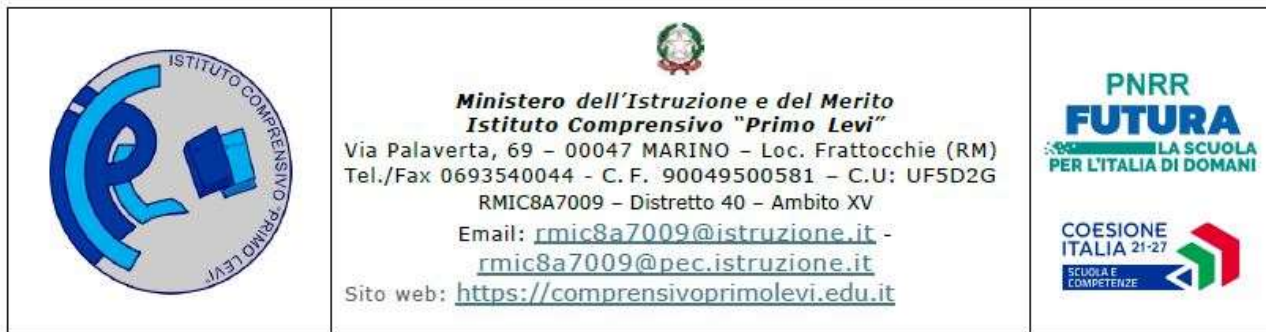 ISTITUTO COMPRENSIVO "PRIMO LEVI"
Ministero dell'Istruzione e del Merito
Istituto Comprensivo "Primo Levi"
Via Palaverta, 69 – 00047 MARINO – Loc. Frattocchie (RM)
Tel./Fax 0693540044 - C. F. 90049500581 – C.U: UF5D2G
RMIC8A7009 – Distretto 40 – Ambito XV
Email: rmic8a7009@istruzione.it -
rmic8a7009@pec.istruzione.it
Sito web: https://comprensivoprimolevi.edu.it
PNRR
FUTURA
LA SCUOLA
PER L'ITALIA DI DOMANI
COESIONE
ITALIA 21-27
SCUOLA E
COMPETENZE